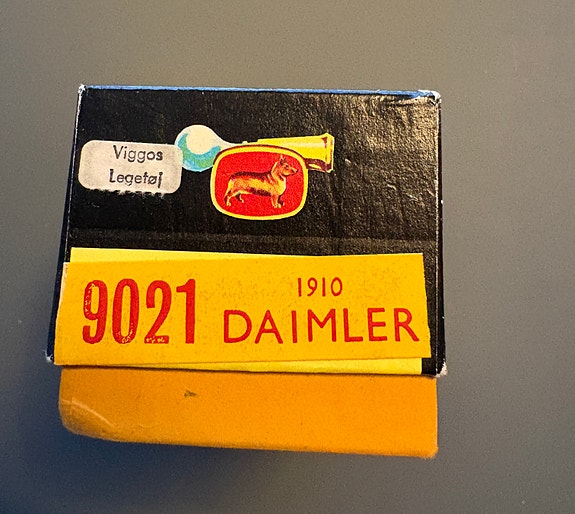 Viggos
Legetøj
9021
1910
DAIMLER